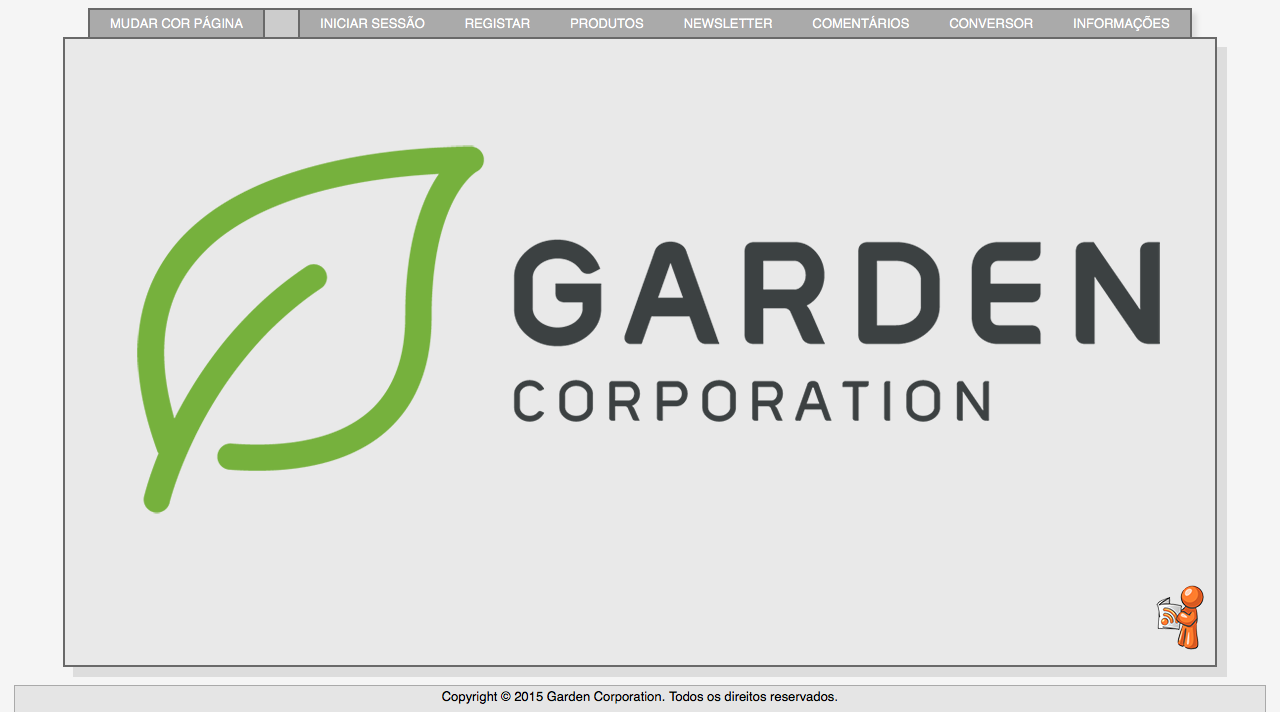 MUDAR COR PÁGINA INICIAR SESSÃO REGISTAR PRODUTOS NEWSLETTER COMENTÁRIOS CONVERSOR INFORMAÇÕES
GARDEN
CORPORATION
Copyright © 2015 Garden Corporation. Todos os direitos reservados.